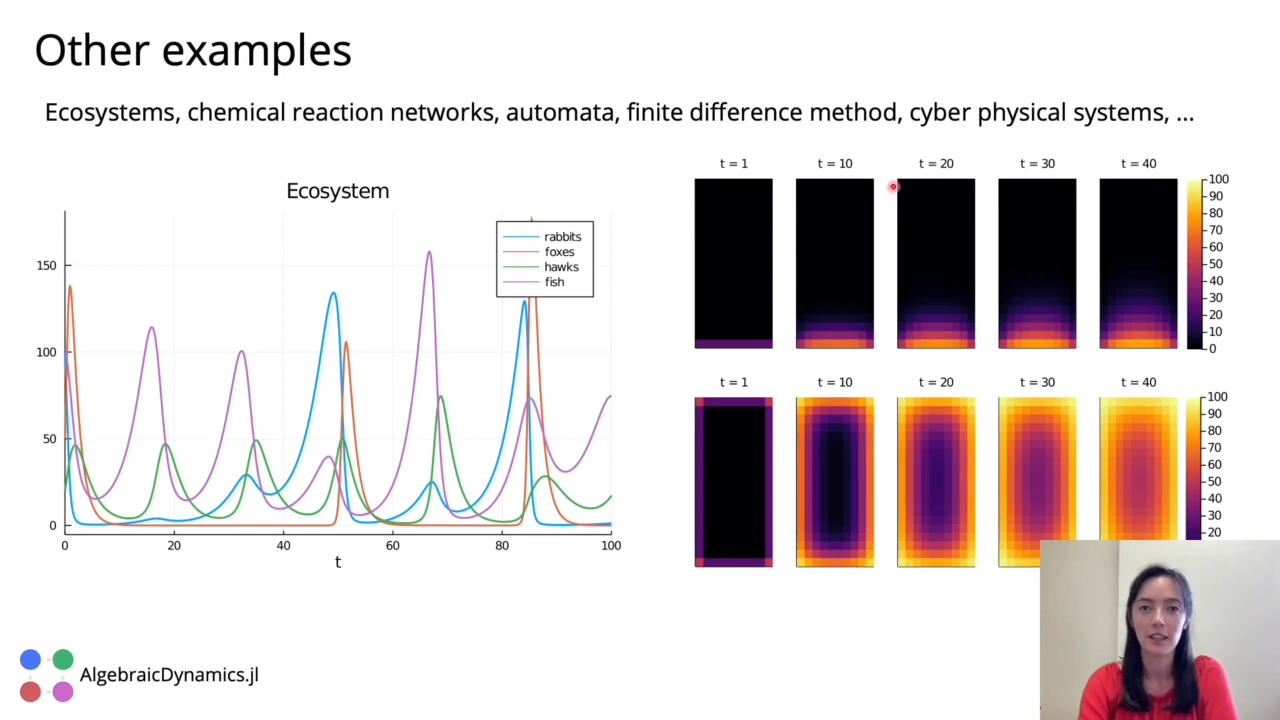 Other examples
Ecosystems, chemical reaction networks, automata, finite difference method, cyber physical systems, ...
Ecosystem
rabbits
foxes
hawks
fish
150
100
50
0
0 20 40 60 80 100
t
t = 1 t = 10 t = 20 t = 30 t = 40
100
90
80
70
60
50
40
30
20
10
0
t = 1 t = 10 t = 20 t = 30 t = 40
100
90
80
70
60
50
40
30
20
AlgebraicDynamics.jl